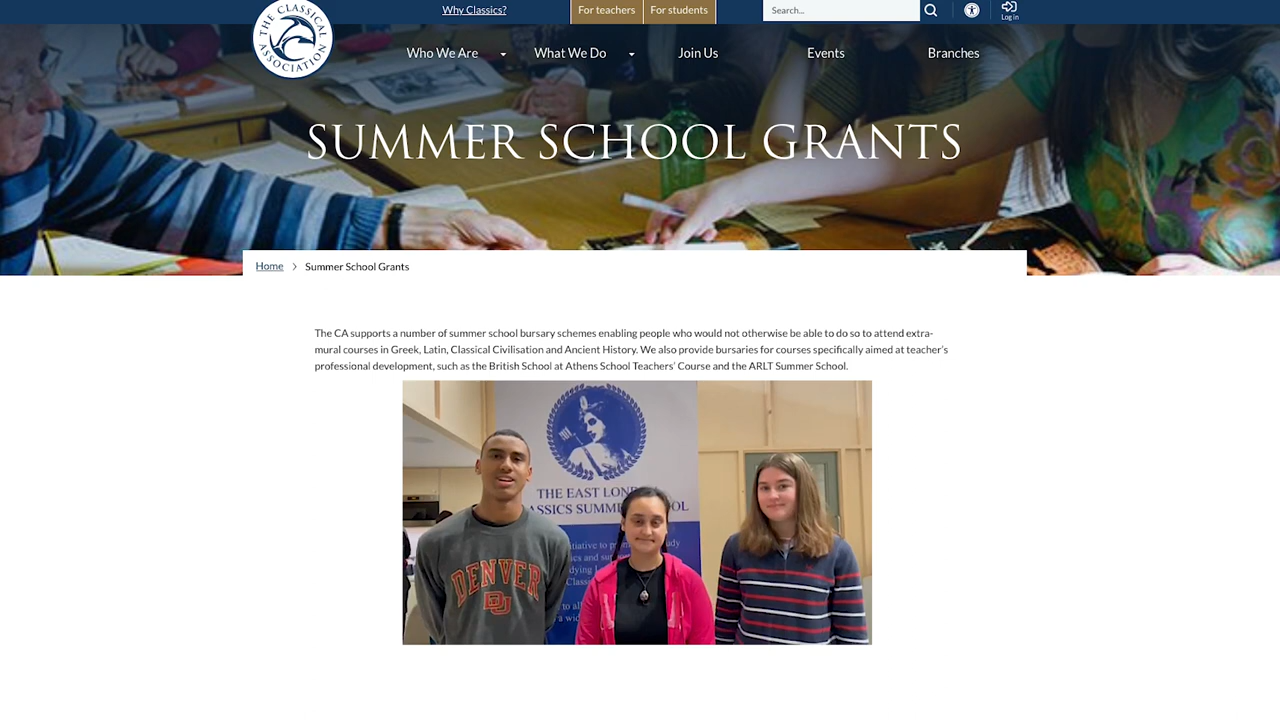 Why Classics?
For teachers
For students
Search...
Log in
THE CLASSICAL ASSOCIATION
Who We Are
What We Do
Join Us
Events
Branches
SUMMER SCHOOL GRANTS
Home > Summer School Grants
The CA supports a number of summer school bursary schemes enabling people who would not otherwise be able to do so to attend extra-
mural courses in Greek, Latin, Classical Civilisation and Ancient History. We also provide bursaries for courses specifically aimed at teacher's
professional development, such as the British School at Athens School Teachers' Course and the ARLT Summer School.
THE EAST
DENVER
DU